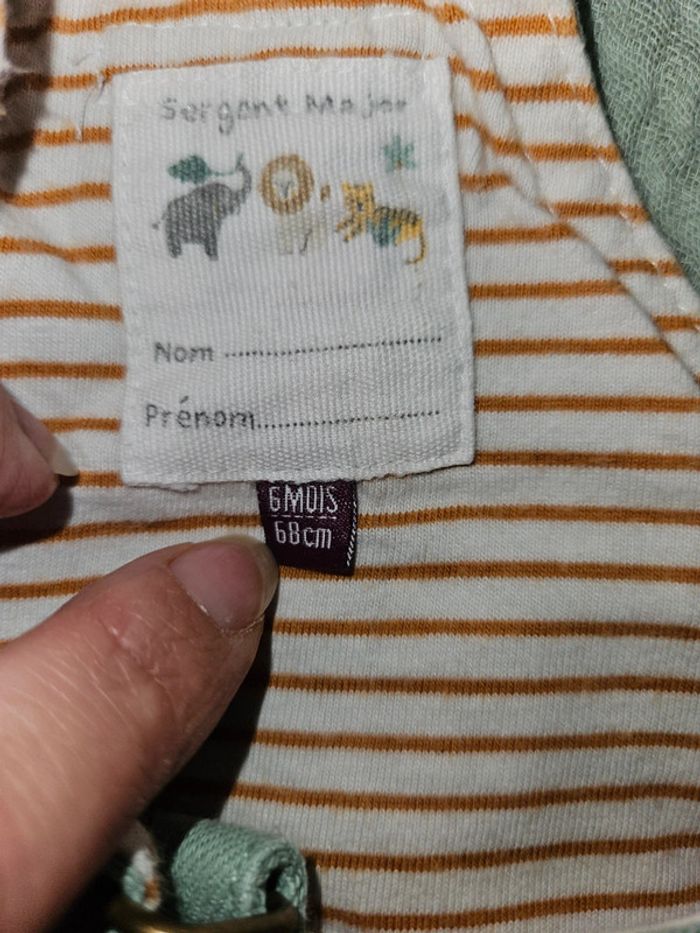 Sergent Major
Nom ........................................
Prénom..................................
6MOIS
68cm